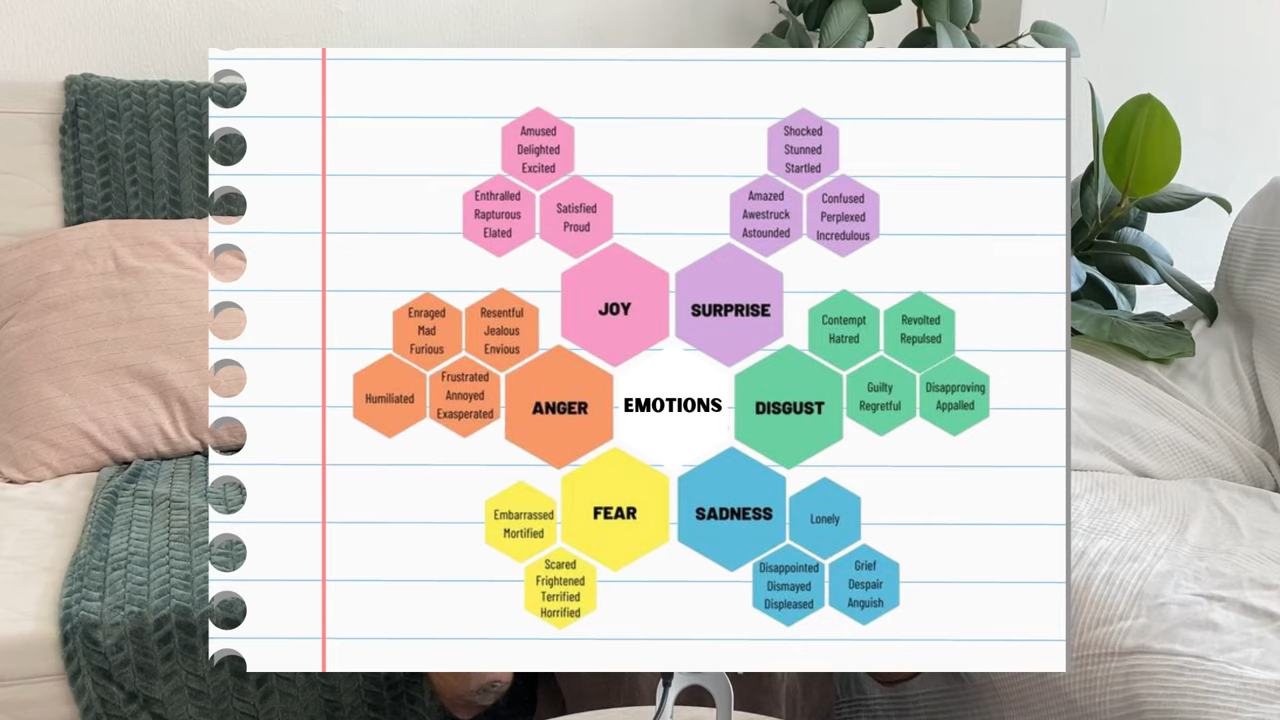 Amused
Delighted
Excited
Enthralled
Rapturous
Elated
Satisfied
Proud
JOY
Shocked
Stunned
Startled
Amazed
Awestruck
Astounded
Confused
Perplexed
Incredulous
SURPRISE
Enraged
Mad
Furious
Resentful
Jealous
Envious
Humiliated
Frustrated
Annoyed
Exasperated
ANGER
EMOTIONS
DISGUST
Contempt
Hatred
Revolted
Repulsed
Guilty
Regretful
Disapproving
Appalled
FEAR
Embarrassed
Mortified
Scared
Frightened
Terrified
Horrified
SADNESS
Lonely
Disappointed
Dismayed
Displeased
Grief
Despair
Anguish